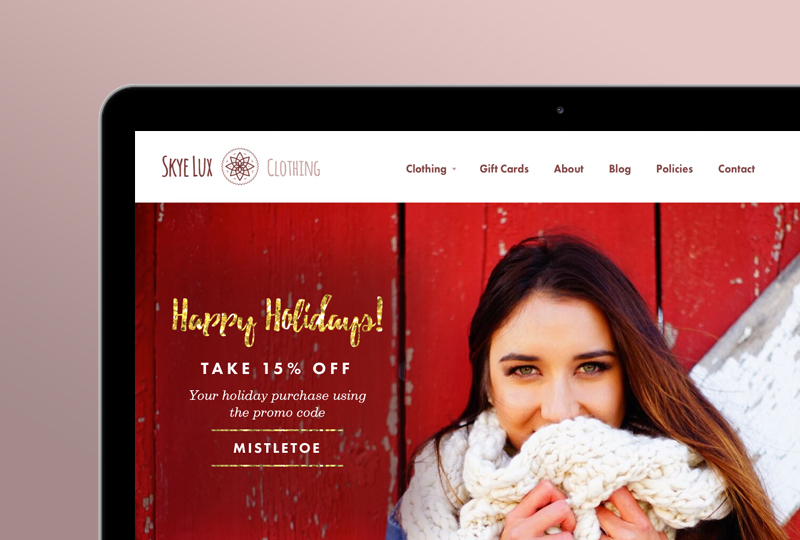 SKYE LUX CLOTHING
Clothing Gift Cards About Blog Policies Contact
Happy Holidays!
TAKE 15% OFF
Your holiday purchase using
the promo code
MISTLETOE